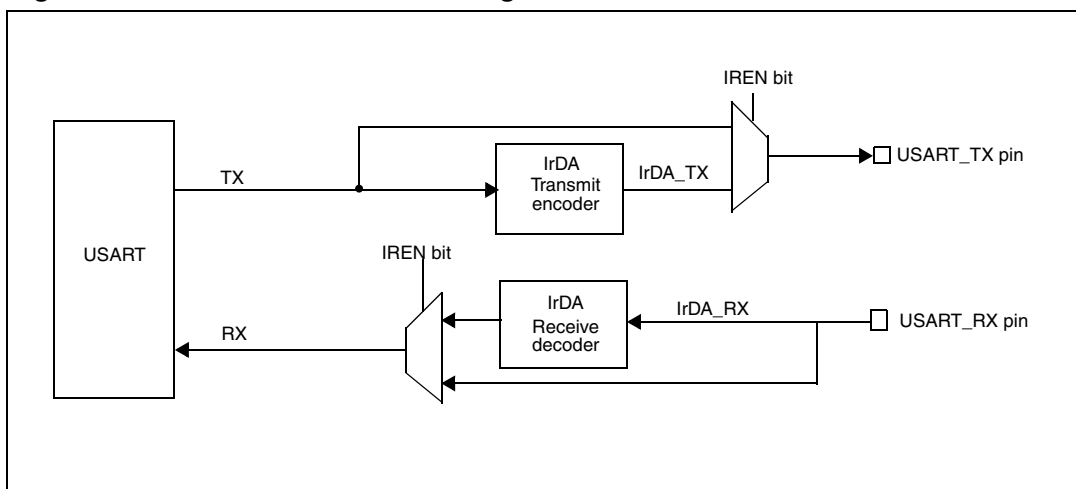 IREN bit
TX
IrDA
Transmit
encoder
IrDA_TX
USART_TX pin
USART
IREN bit
IrDA
Receive
decoder
IrDA_RX
USART_RX pin
RX